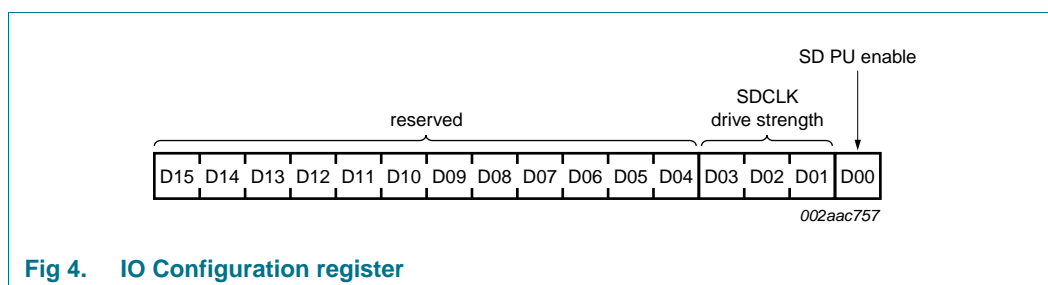 SD PU enable
SDCLK
drive strength
reserved
D15 D14 D13 D12 D11 D10 D09 D08 D07 D06 D05 D04 D03 D02 D01 D00
002aac757
Fig 4. IO Configuration register